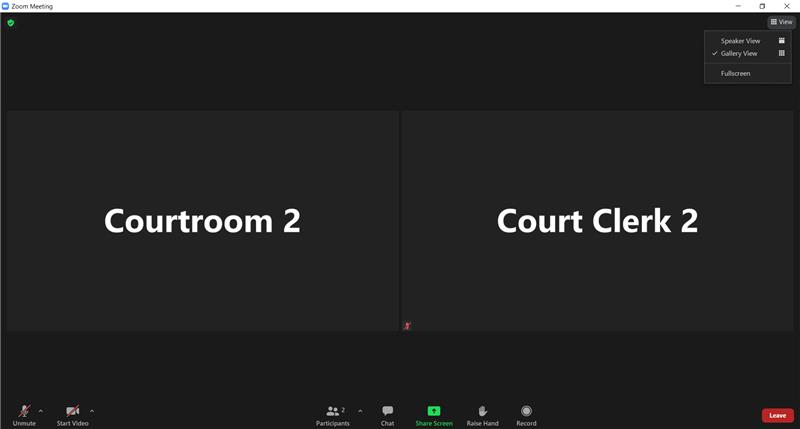 Zoom Meeting
View
Speaker View
Gallery View
Fullscreen
Courtroom 2
Court Clerk 2
Unmute
Start Video
2
Participants
Chat
Share Screen
Raise Hand
Record
Leave